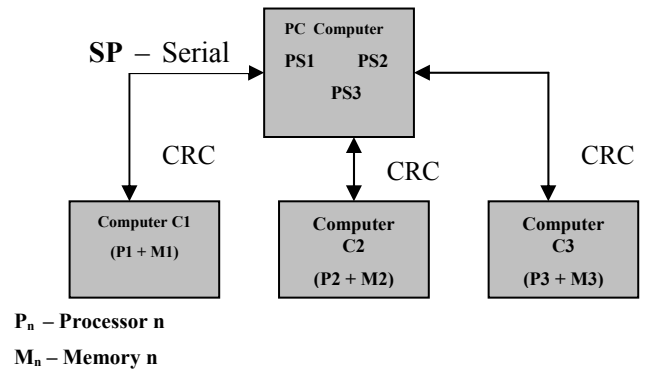 PC Computer
PS1 PS2
PS3
SP – Serial
CRC
CRC
CRC
Computer C1
(P1 + M1)
Computer
C2
(P2 + M2)
Computer
C3
(P3 + M3)
Pn – Processor n
Mn – Memory n